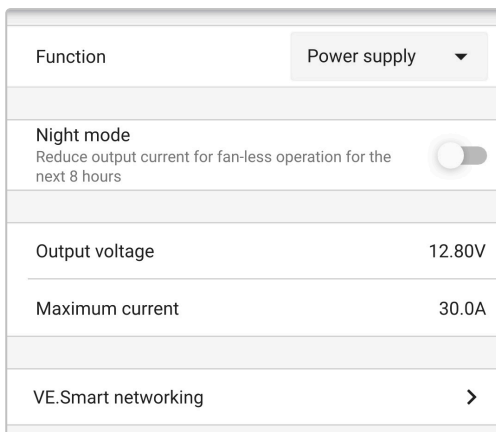 Function
Power supply
Night mode
Reduce output current for fan-less operation for the
next 8 hours
Output voltage
12.80V
Maximum current
30.0A
VE.Smart networking